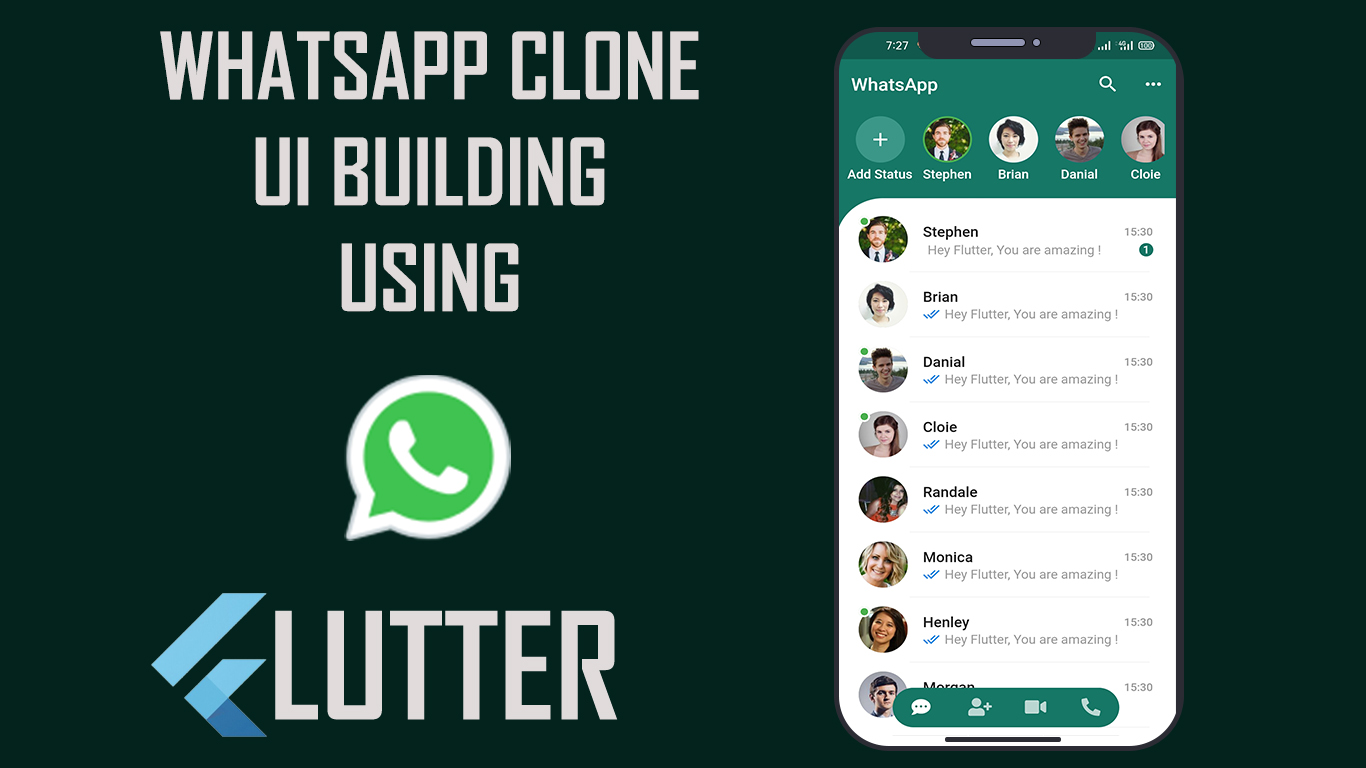 WHATSAPP CLONE
UI BUILDING
USING
LUTTER
7:27
4G
100
WhatsApp
Add Status
Stephen
Brian
Danial
Cloie
Stephen
15:30
Hey Flutter, You are amazing !
1
Brian
15:30
Hey Flutter, You are amazing !
Danial
15:30
Hey Flutter, You are amazing !
Cloie
15:30
Hey Flutter, You are amazing !
Randale
15:30
Hey Flutter, You are amazing !
Monica
15:30
Hey Flutter, You are amazing !
Henley
15:30
Hey Flutter, You are amazing !
Morgan
15:30